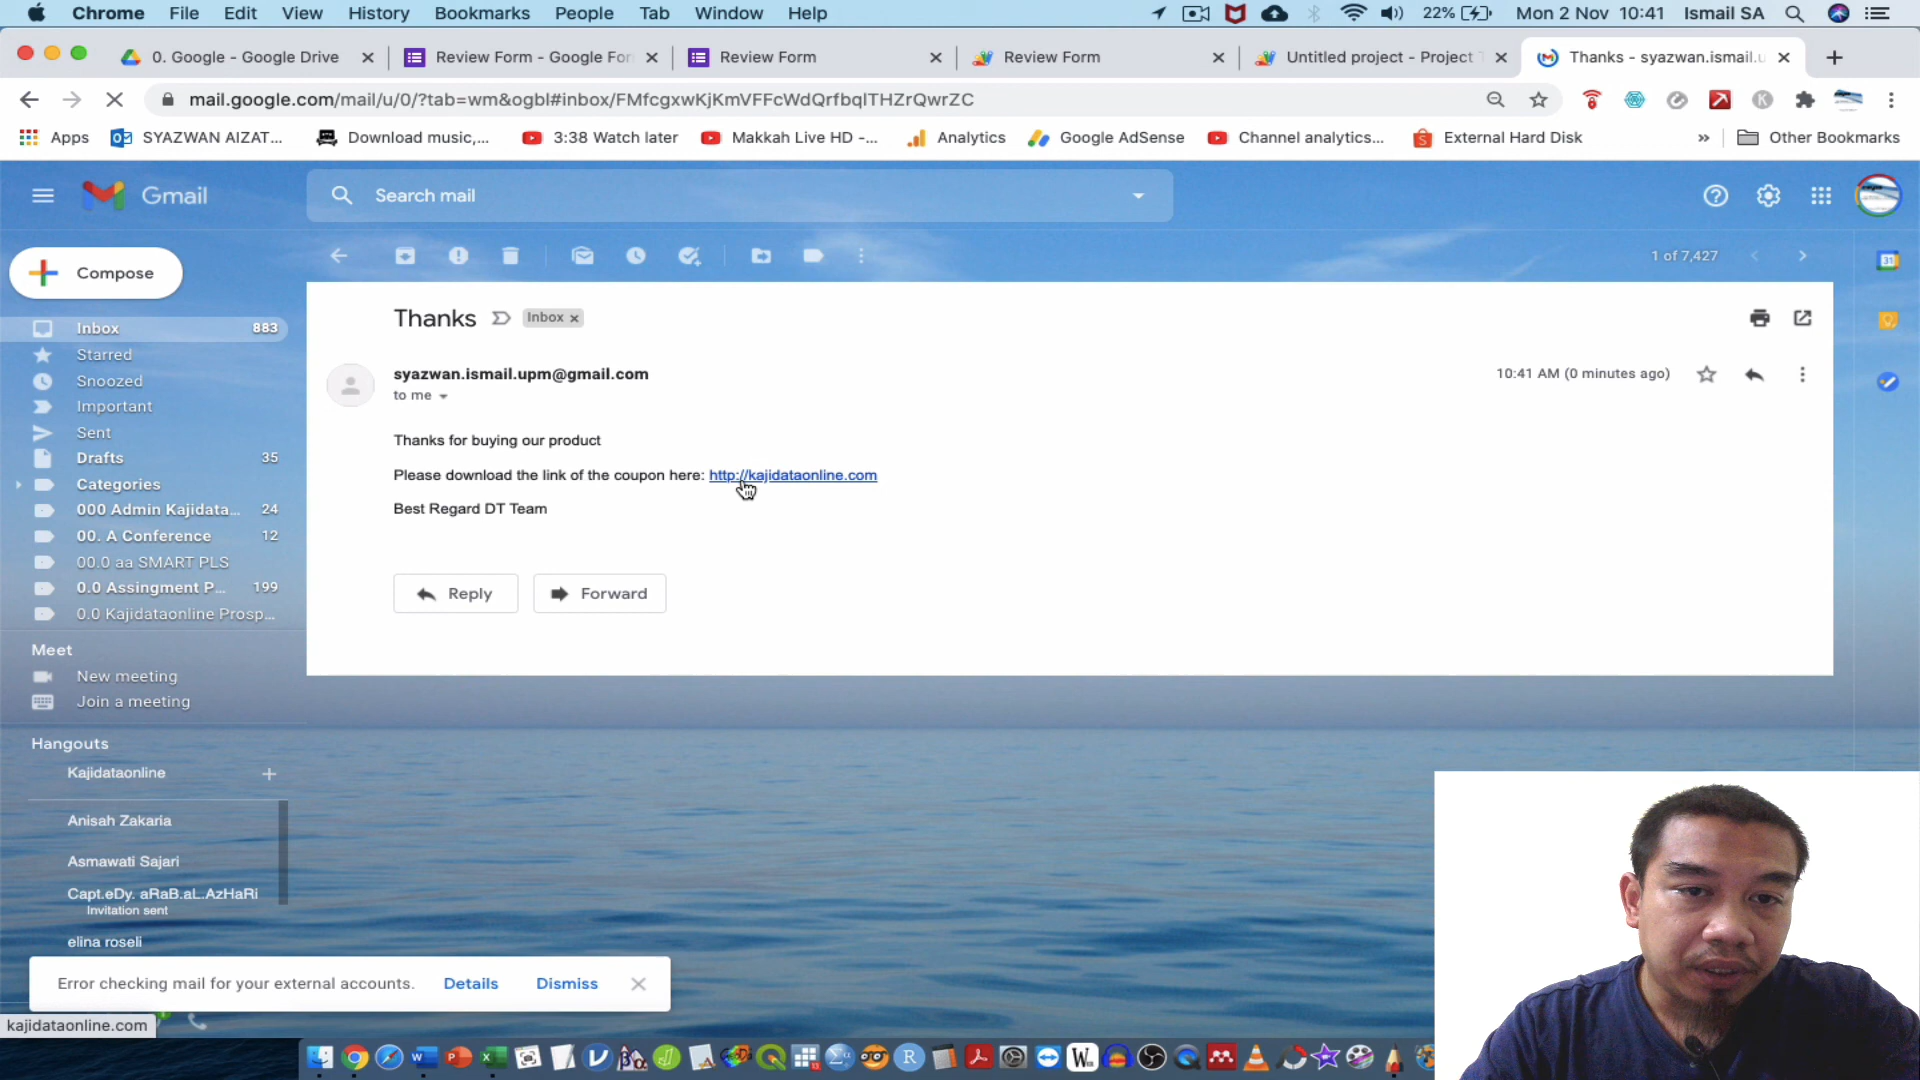 Chrome File Edit View History Bookmarks People Tab Window Help 22% Mon 2 Nov 10:41 Ismail SA
0. Google - Google Drive Review Form - Google For Review Form Review Form Untitled project - Project T Thanks - syazwan.ismail.u
mail.google.com/mail/u/0/?tab=wm&ogbl#inbox/FMfcgxwKjKmVFFcWdQrfbqlTHZrQwrZC
Apps SYAZWAN AIZAT... Download music,... 3:38 Watch later Makkah Live HD -... Analytics Google AdSense Channel analytics... External Hard Disk » Other Bookmarks
Gmail Search mail
Compose 1 of 7,427
Thanks Inbox x
Inbox 883
Starred
Snoozed
Important
Sent
Drafts 35
Categories
000 Admin Kajidata... 24
00. A Conference 12
00.0 aa SMART PLS
0.0 Assingment P... 199
0.0 Kajidataonline Prosp...
syazwan.ismail.upm@gmail.com 10:41 AM (0 minutes ago)
to me
Thanks for buying our product
Please download the link of the coupon here: http://kajidataonline.com
Best Regard DT Team
Reply Forward
Meet
New meeting
Join a meeting
Hangouts
Kajidataonline
Anisah Zakaria
Asmawati Sajari
Capt.eDy. aRaB.aL.AzHaRi
Invitation sent
elina roseli
Error checking mail for your external accounts. Details Dismiss
kajidataonline.com